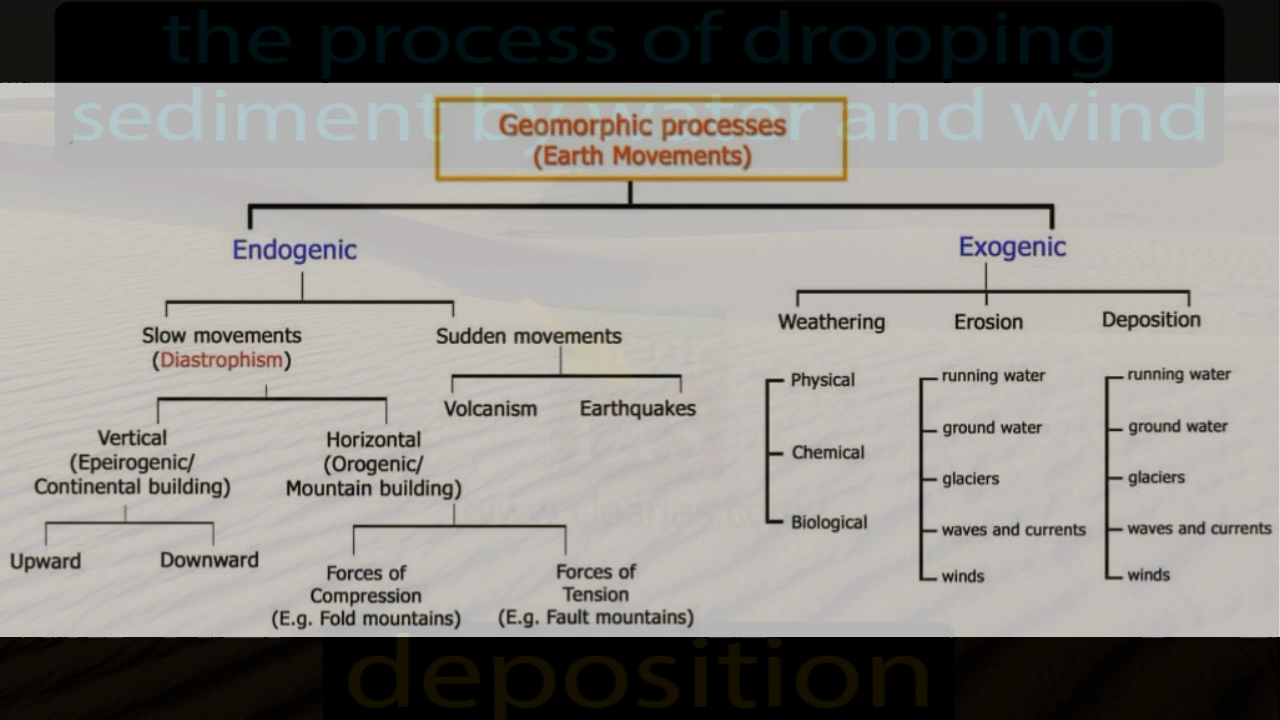 the process of dropping
sediment by water and wind
Geomorphic processes
(Earth Movements)
Endogenic
Exogenic
Slow movements
(Diastrophism)
Sudden movements
Weathering
Erosion
Deposition
Volcanism
Earthquakes
Vertical
(Epeirogenic/
Continental building)
Horizontal
(Orogenic/
Mountain building)
Upward
Downward
Forces of
Compression
(E.g. Fold mountains)
Forces of
Tension
(E.g. Fault mountains)
Physical
Chemical
Biological
running water
ground water
glaciers
waves and currents
winds
running water
ground water
glaciers
waves and currents
winds
deposition